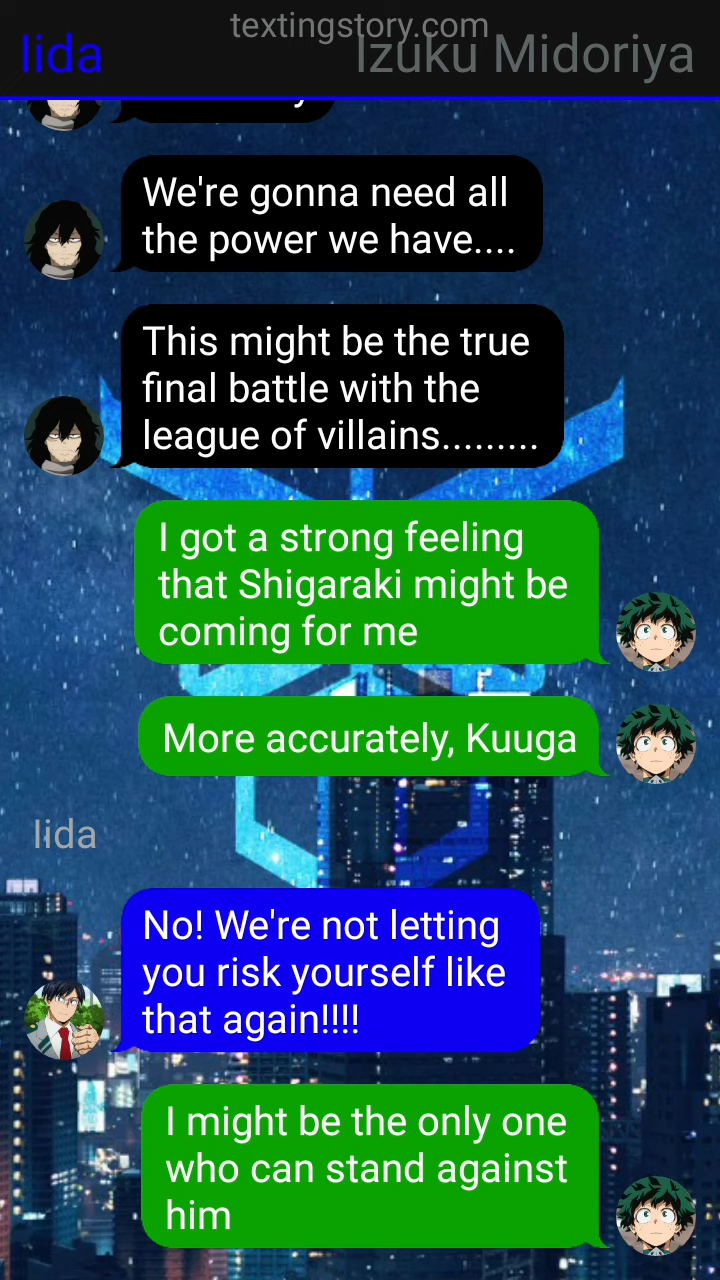 textingstory.com
Iida
Izuku Midoriya
We're gonna need all
the power we have....
This might be the true
final battle with the
league of villains.........
I got a strong feeling
that Shigaraki might be
coming for me
More accurately, Kuuga
Iida
No! We're not letting
you risk yourself like
that again!!!!
I might be the only one
who can stand against
him